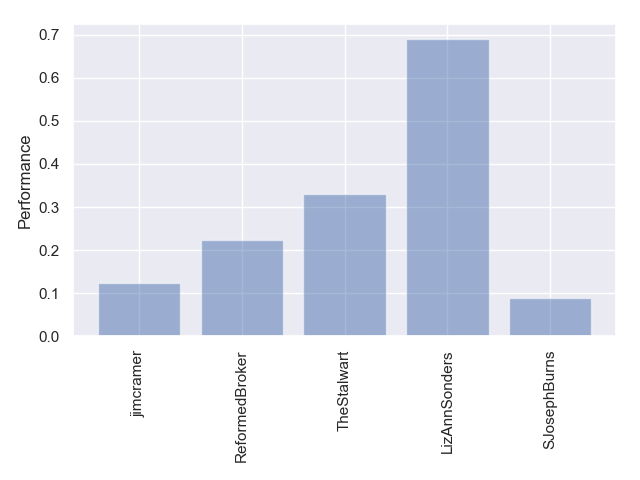 0.7
0.6
0.5
0.4
0.3
0.2
0.1
0.0
Performance
jimcramer
ReformedBroker
TheStalwart
LizAnnSonders
SJosephBurns